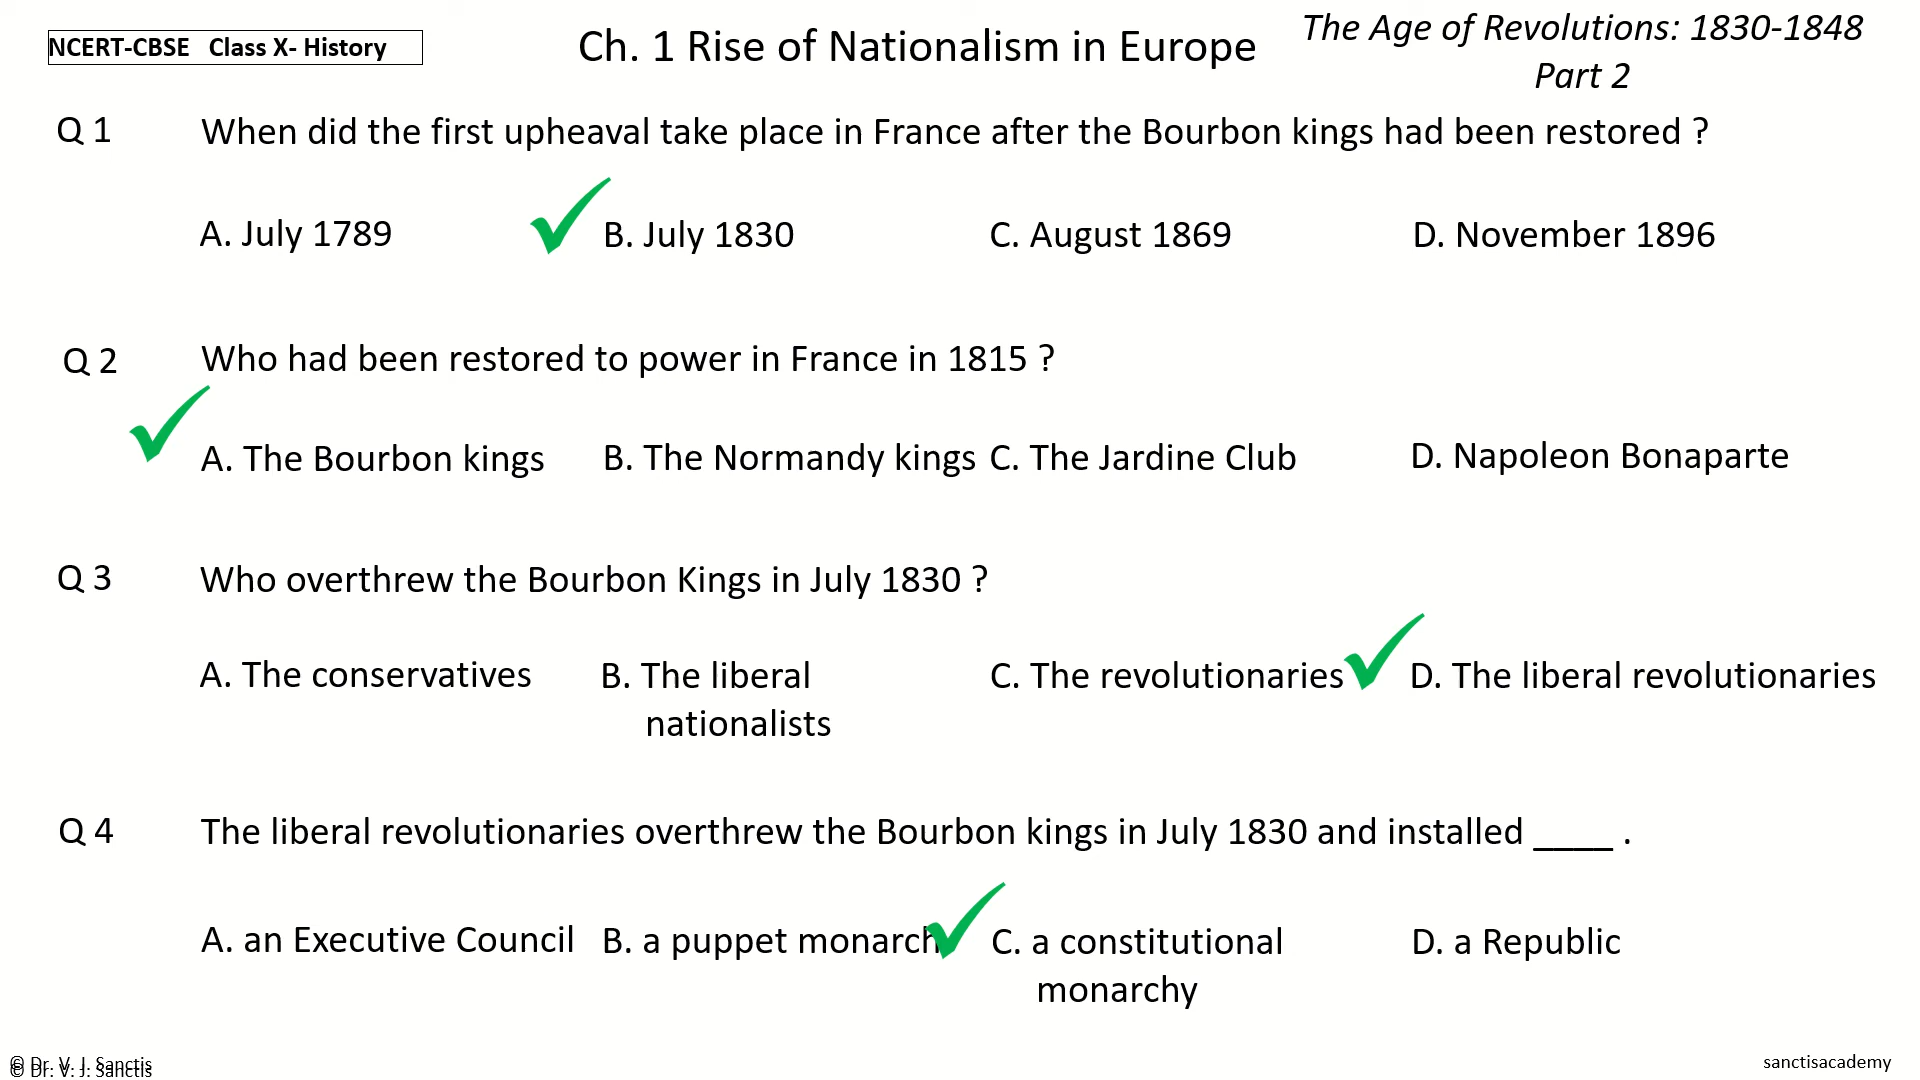 NCERT-CBSE Class X- History
Ch. 1 Rise of Nationalism in Europe
The Age of Revolutions: 1830-1848
Part 2
Q 1 When did the first upheaval take place in France after the Bourbon kings had been restored ?
A. July 1789 B. July 1830 C. August 1869 D. November 1896
Q 2 Who had been restored to power in France in 1815 ?
A. The Bourbon kings B. The Normandy kings C. The Jardine Club D. Napoleon Bonaparte
Q 3 Who overthrew the Bourbon Kings in July 1830 ?
A. The conservatives B. The liberal C. The revolutionaries D. The liberal revolutionaries
nationalists
Q 4 The liberal revolutionaries overthrew the Bourbon kings in July 1830 and installed ____ .
A. an Executive Council B. a puppet monarch C. a constitutional D. a Republic
monarchy
© Dr. V. J. Sanctis
© Dr. V. J. Sanctis
sanctisacademy